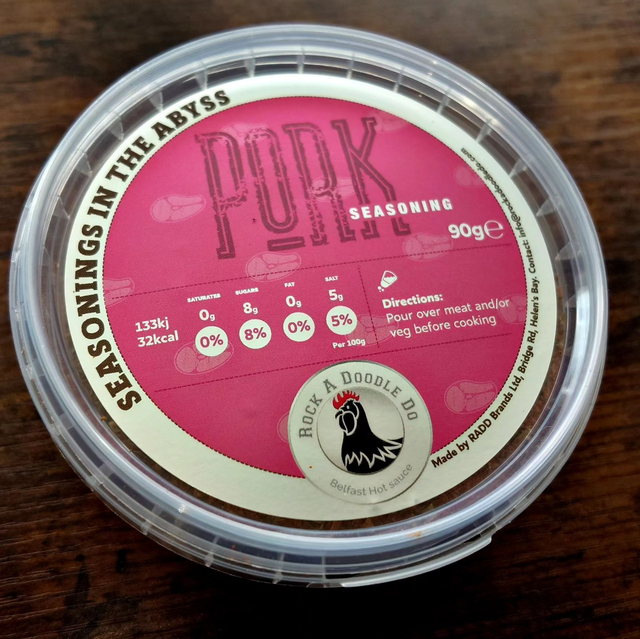 SEASONINGS IN THE ABYSS
PORK
SEASONING
90g℮
133kj
32kcal
SATURATES
0g
0%
SUGARS
8g
8%
FAT
0g
0%
SALT
5g
5%
Per 100g
Directions:
Pour over meat and/or
veg before cooking
ROCK A DOODLE DO
Belfast Hot sauce
Made by RADD Brands Ltd, Bridge Rd, Helen's Bay. Contact: